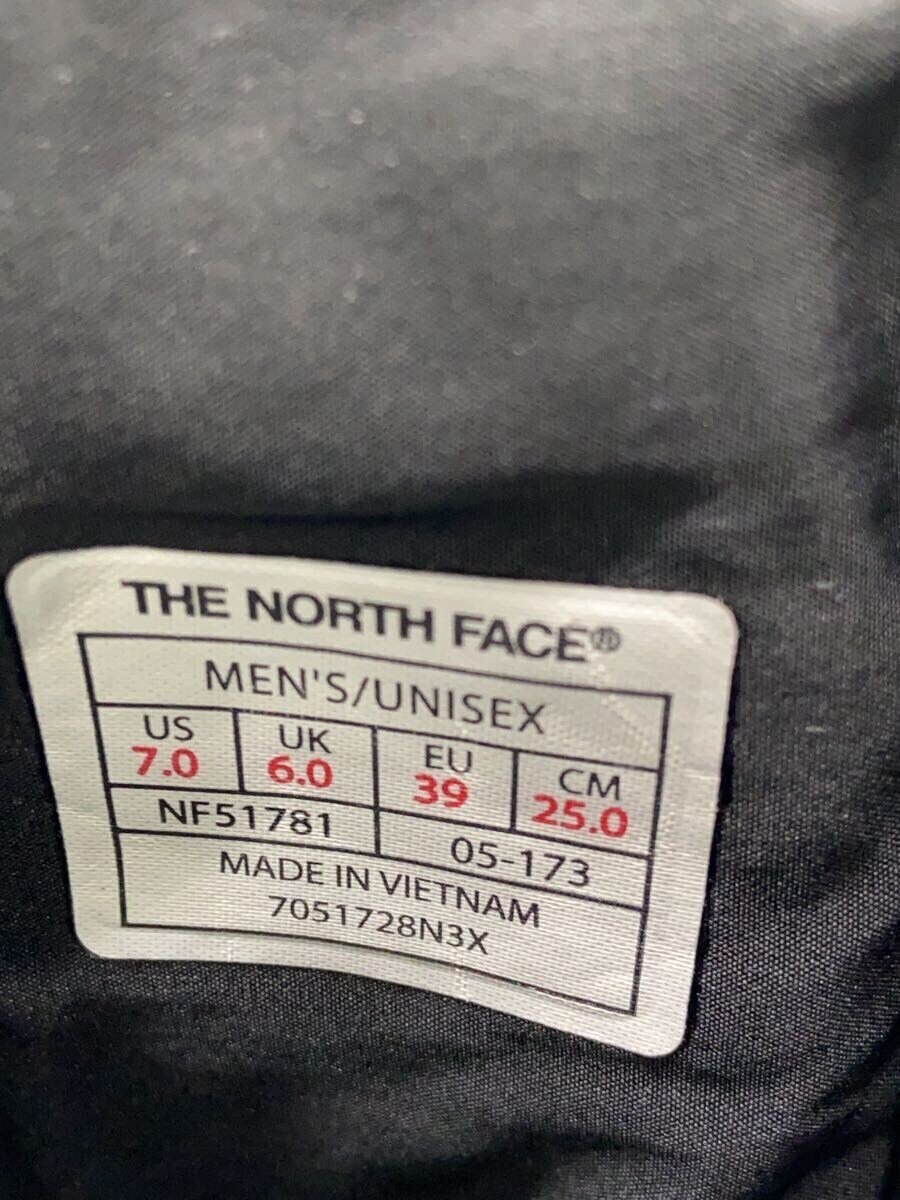 THE NORTH FACE®
MEN'S/UNISEX
US UK EU CM
7.0 6.0 39 25.0
NF51781 05-173
MADE IN VIETNAM
7051728N3X